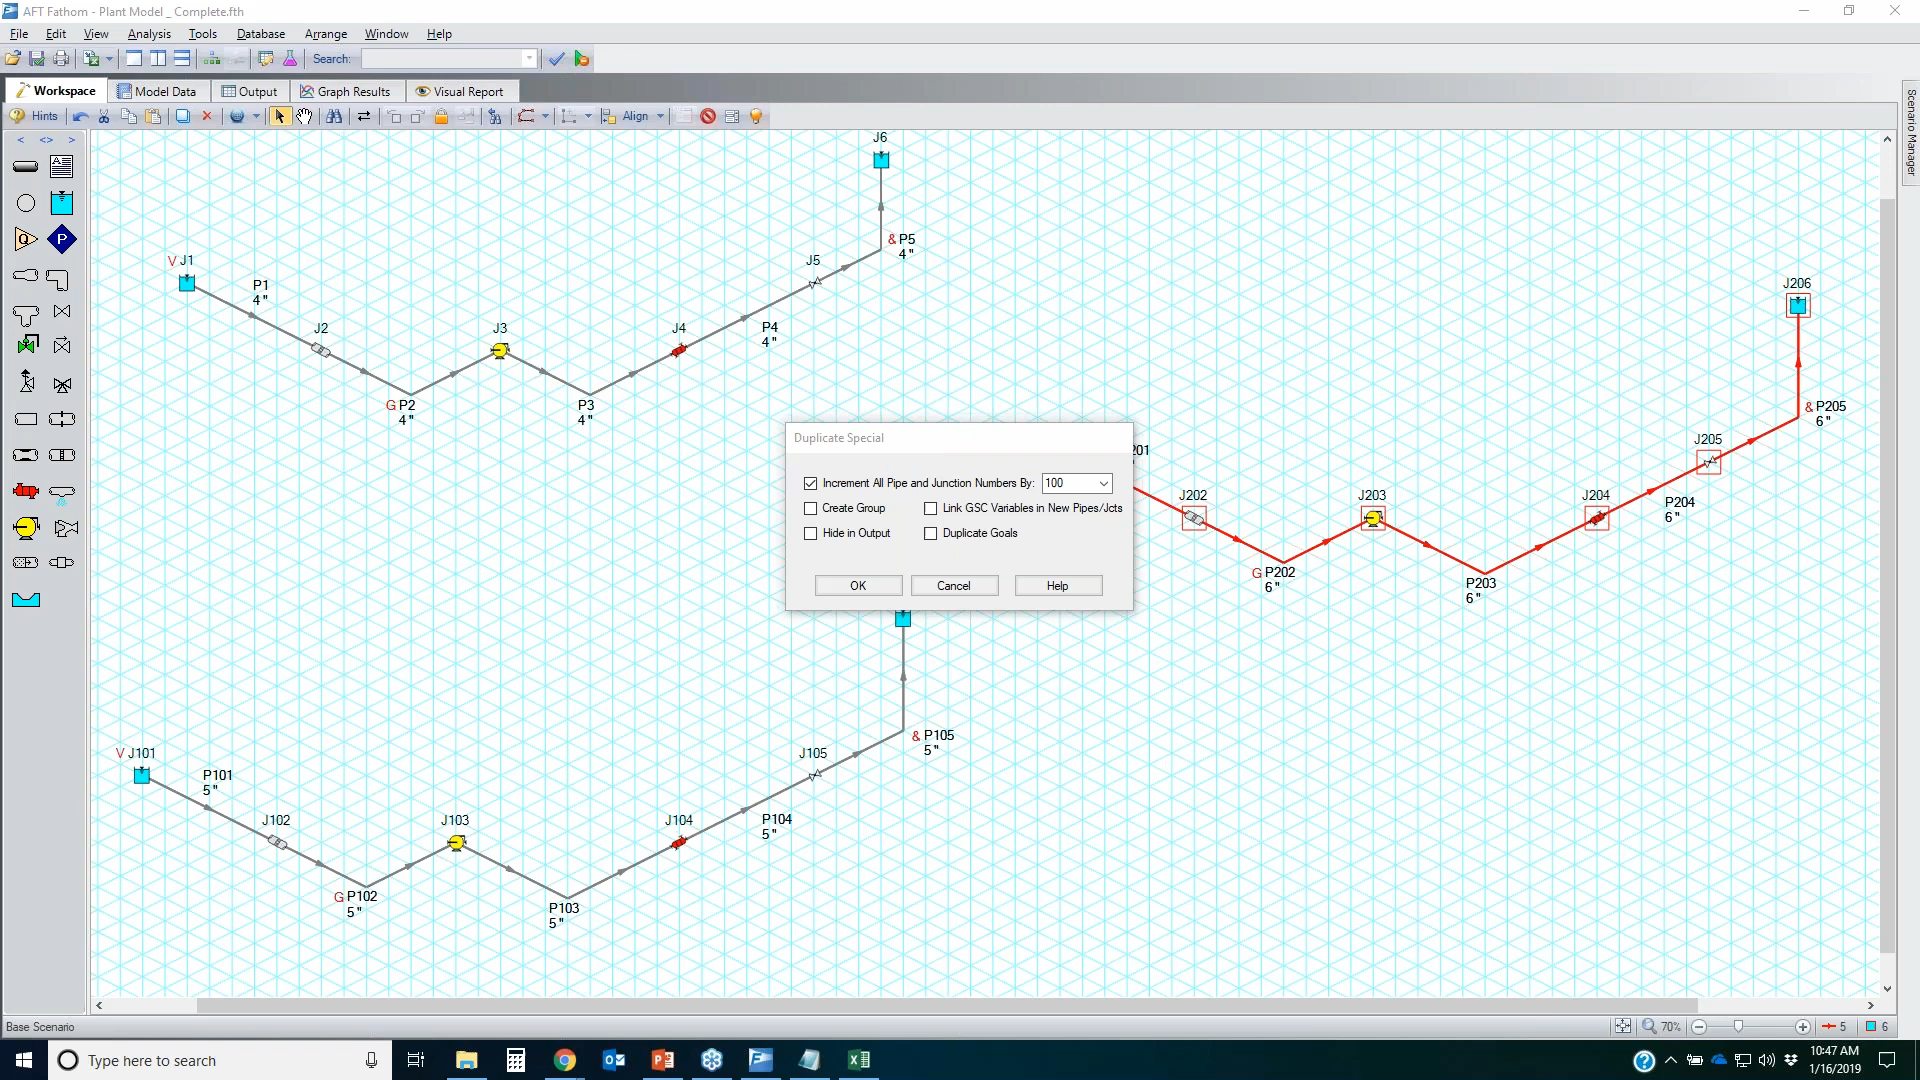 AFT Fathom - Plant Model _ Complete.fth
File Edit View Analysis Tools Database Arrange Window Help
Search:
Workspace Model Data Output Graph Results Visual Report
Hints Align
Scenario Manager
< <> >
A
Q P
J6
& P5
4"
V J1
P1
4"
J2
J3
J4
J5
P4
4"
G P2
4"
P3
4"
J206
& P205
6"
J205
201
J202
J203
J204
P204
6"
G P202
6"
P203
6"
Duplicate Special
Increment All Pipe and Junction Numbers By: 100
Create Group Link GSC Variables in New Pipes/Jcts
Hide in Output Duplicate Goals
OK Cancel Help
V J101
P101
5"
J102
J103
J104
J105
& P105
5"
P104
5"
G P102
5"
P103
5"
Base Scenario 70% 5 6
Type here to search
10:47 AM
1/16/2019